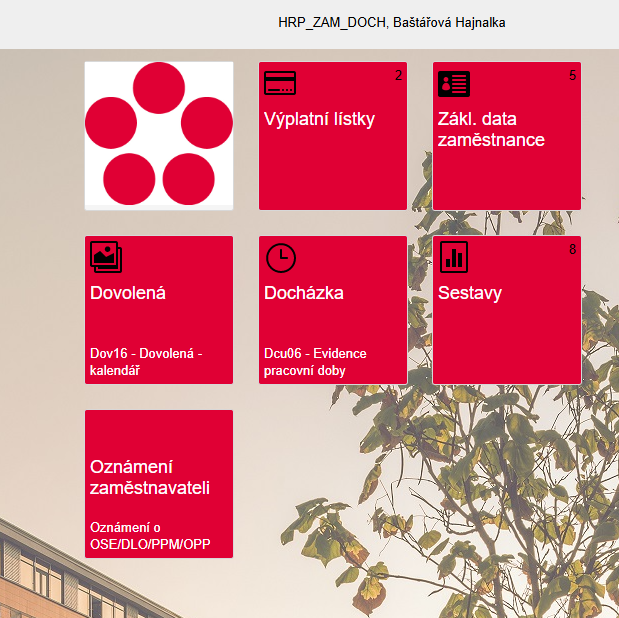 HRP_ZAM_DOCH, Baštářová Hajnalka
2
Výplatní lístky
5
Zákl. data
zaměstnance
Dovolená
Dov16 - Dovolená -
kalendář
Docházka
Dcu06 - Evidence
pracovní doby
8
Sestavy
Oznámení
zaměstnavateli
Oznámení o
OSE/DLO/PPM/OPP